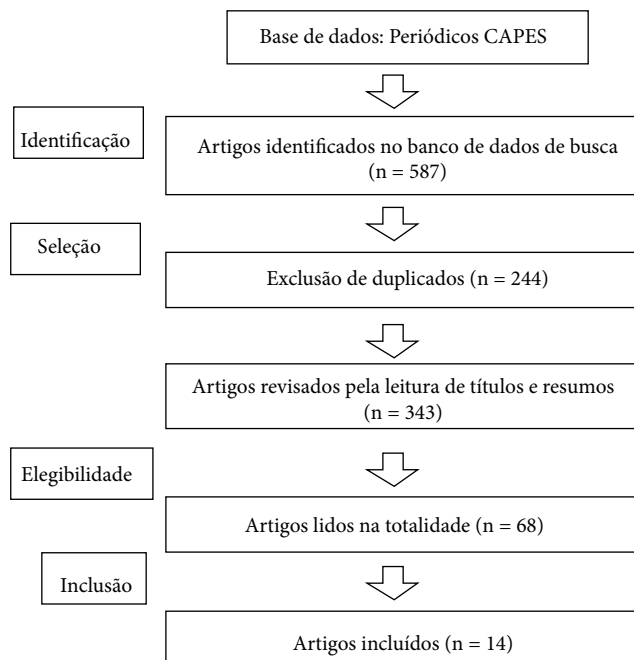 Base de dados: Periódicos CAPES
Identificação
Artigos identificados no banco de dados de busca
(n = 587)
Seleção
Exclusão de duplicados (n = 244)
Artigos revisados pela leitura de títulos e resumos
(n = 343)
Elegibilidade
Artigos lidos na totalidade (n = 68)
Inclusão
Artigos incluídos (n = 14)